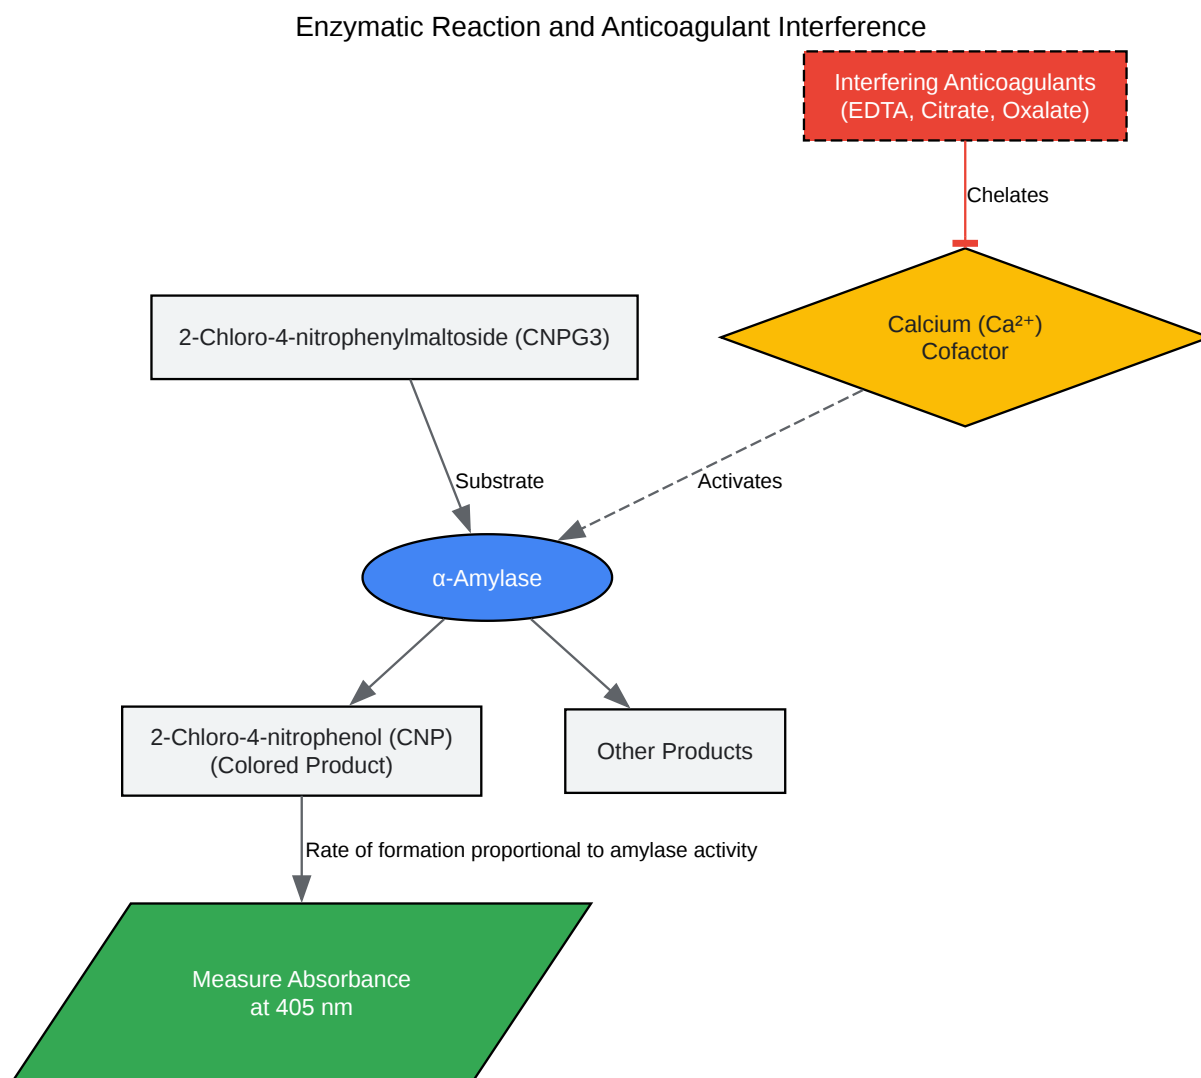 Enzymatic Reaction and Anticoagulant Interference
Interfering Anticoagulants
(EDTA, Citrate, Oxalate)
Chelates
2-Chloro-4-nitrophenylmaltoside (CNPG3)
Calcium (Ca²⁺)
Cofactor
Substrate
Activates
α-Amylase
2-Chloro-4-nitrophenol (CNP)
(Colored Product)
Other Products
Rate of formation proportional to amylase activity
Measure Absorbance
at 405 nm